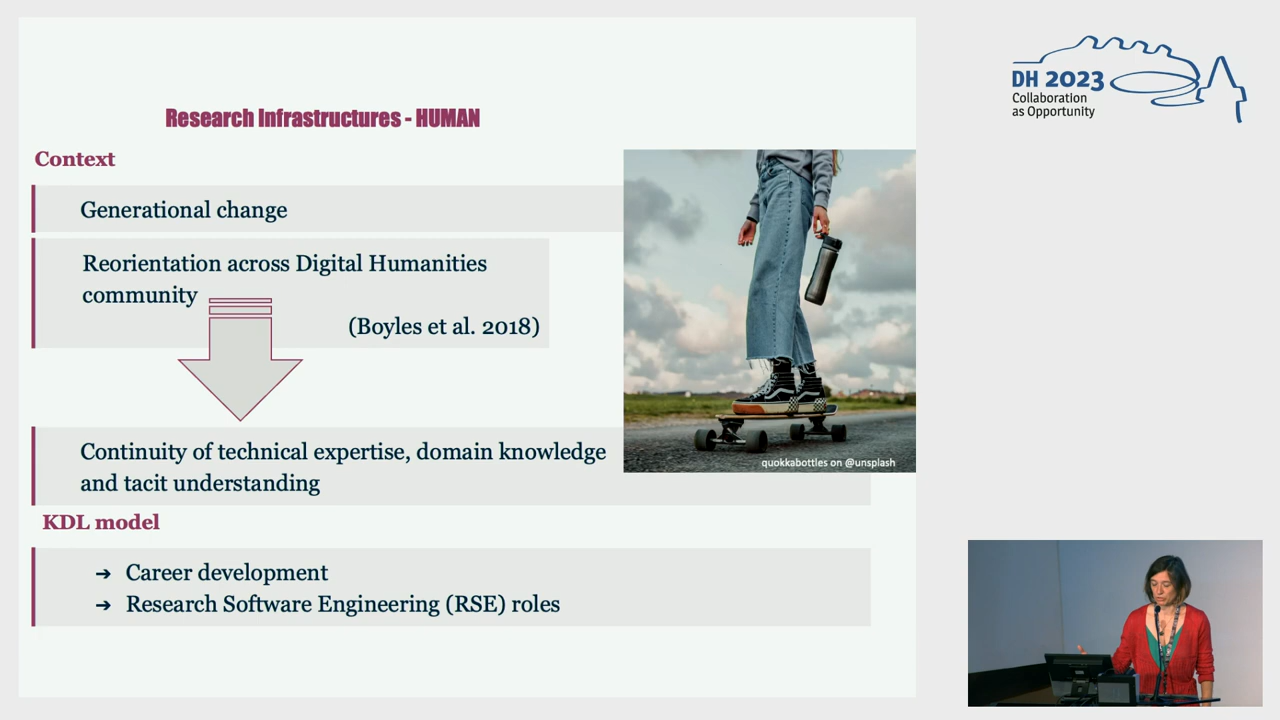 Research Infrastructures - HUMAN
Context
Generational change
Reorientation across Digital Humanities
community
(Boyles et al. 2018)
Continuity of technical expertise, domain knowledge
and tacit understanding
KDL model
➔ Career development
➔ Research Software Engineering (RSE) roles
quokkabottles on @unsplash
DH 2023
Collaboration
as Opportunity